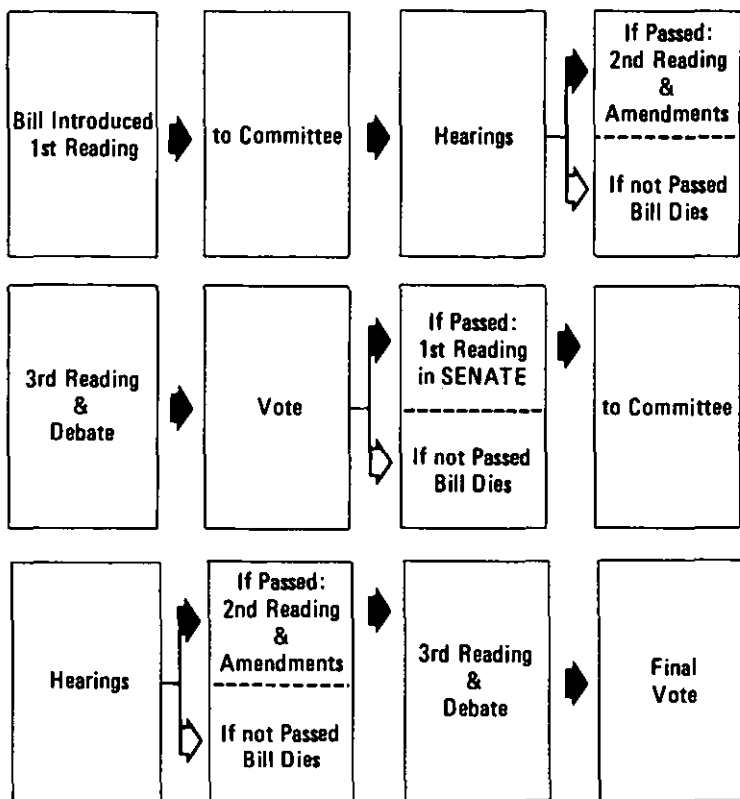 Bill Introduced
1st Reading
to Committee
Hearings
If Passed:
2nd Reading
&
Amendments
If not Passed
Bill Dies
3rd Reading
&
Debate
Vote
If Passed:
1st Reading
in SENATE
If not Passed
Bill Dies
to Committee
Hearings
If Passed:
2nd Reading
&
Amendments
If not Passed
Bill Dies
3rd Reading
&
Debate
Final
Vote